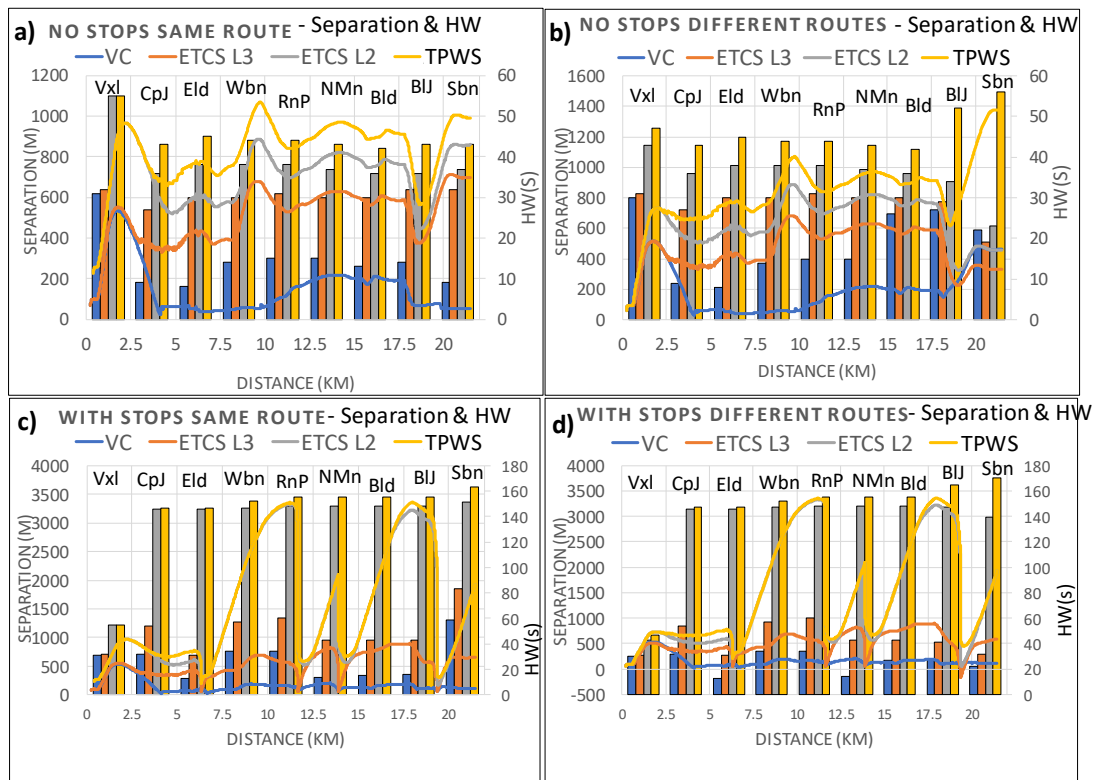 a) NO STOPS SAME ROUTE - Separation & HW
VC ETCS L3 ETCS L2 TPWS
SEPARATION (M)
1200
1000
800
600
400
200
0
Vxl CpJ Eld Wbn RnP NMn Bld BlJ Sbn
60
50
40
30
20
10
0
HW(S)
0 2.5 5 7.5 10 12.5 15 17.5 20
DISTANCE (KM)
b) NO STOPS DIFFERENT ROUTES - Separation & HW
VC ETCS L3 ETCS L2 TPWS
SEPARATION (M)
1600
1400
1200
1000
800
600
400
200
0
Vxl CpJ Eld Wbn RnP NMn Bld BlJ Sbn
60
50
40
30
20
10
0
HW(S)
0 2.5 5 7.5 10 12.5 15 17.5 20
DISTANCE (KM)
c) WITH STOPS SAME ROUTE- Separation & HW
VC ETCS L3 ETCS L2 TPWS
SEPARATION (M)
4000
3500
3000
2500
2000
1500
1000
500
0
Vxl CpJ Eld Wbn RnP NMn Bld BlJ Sbn
180
160
140
120
100
80
60
40
20
0
HW(s)
0 2.5 5 7.5 10 12.5 15 17.5 20
DISTANCE (KM)
d) WITH STOPS DIFFERENT ROUTES- Separation & HW
VC ETCS L3 ETCS L2 TPWS
SEPARATION (M)
4000
3500
3000
2500
2000
1500
1000
500
0
-500
Vxl CpJ Eld Wbn RnP NMn Bld BlJ Sbn
180
160
140
120
100
80
60
40
20
0
HW(s)
0 2.5 5 7.5 10 12.5 15 17.5 20
DISTANCE (KM)